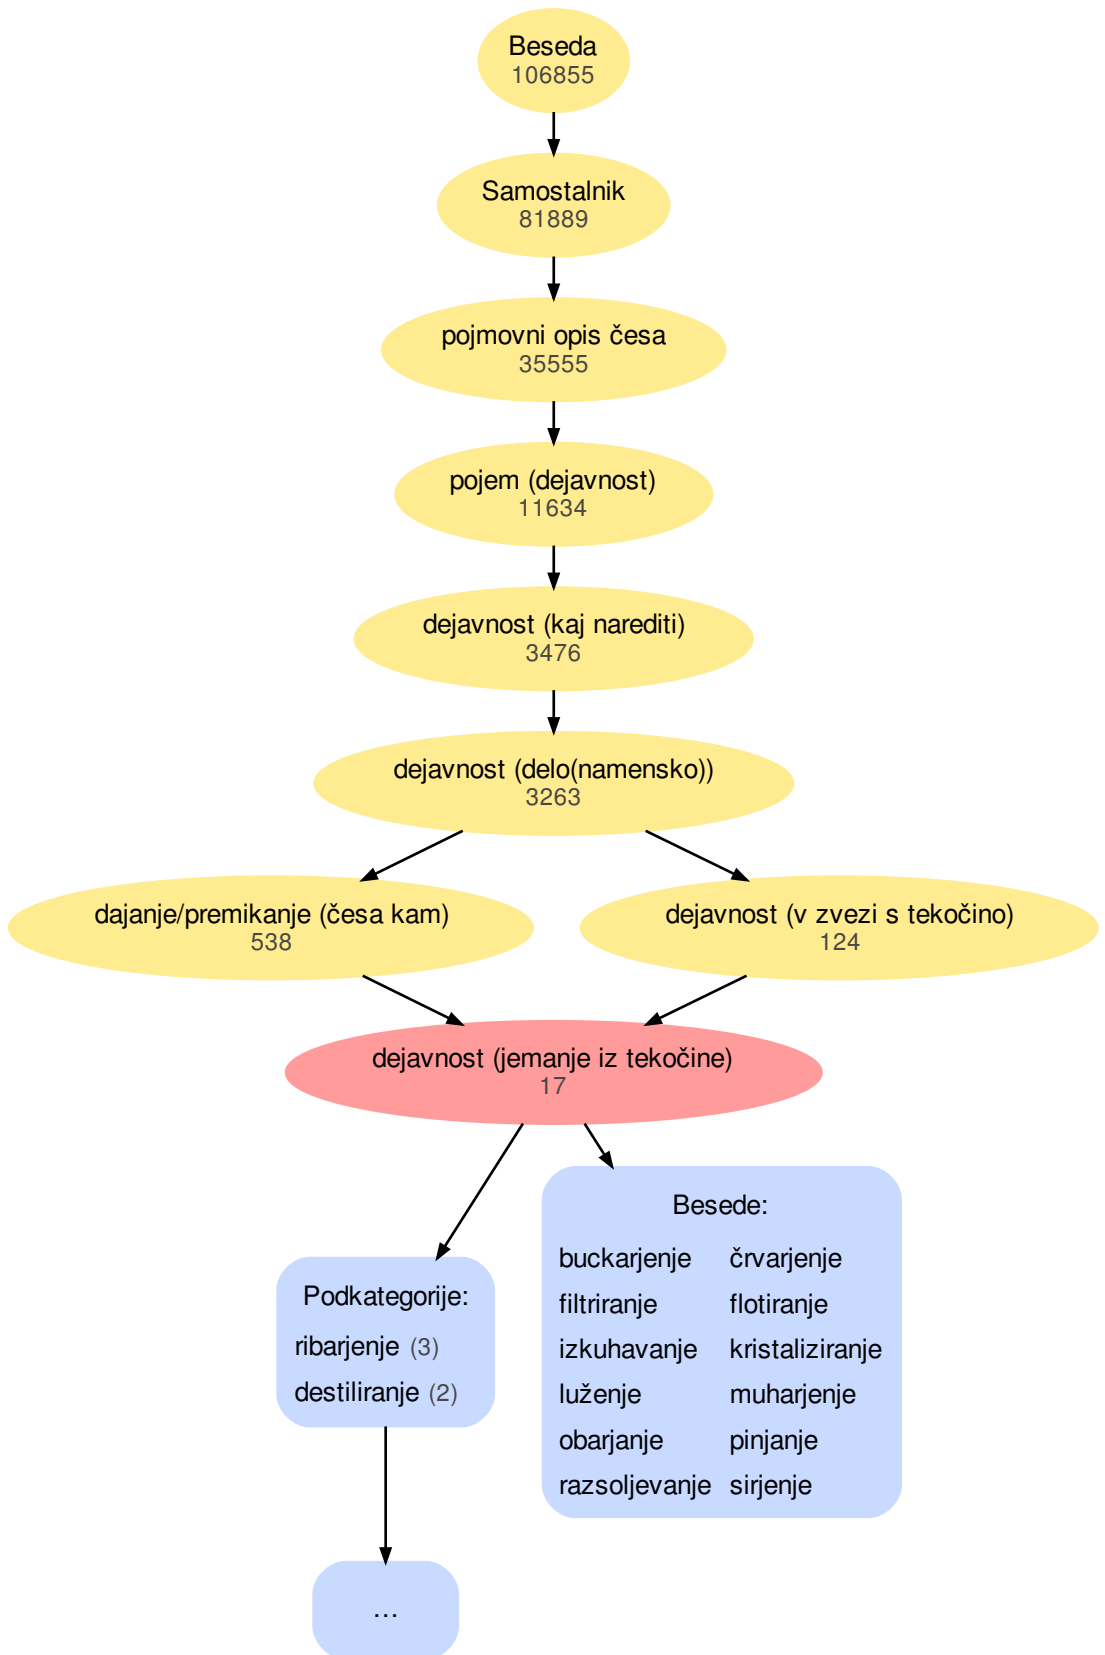 Beseda
106855
Samostalnik
81889
pojmovni opis česa
35555
pojem (dejavnost)
11634
dejavnost (kaj narediti)
3476
dejavnost (delo(namensko))
3263
dajanje/premikanje (česa kam)
538
dejavnost (v zvezi s tekočino)
124
dejavnost (jemanje iz tekočine)
17
Podkategorije:
ribarjenje (3)
destiliranje (2)
...
Besede:
buckarjenje črvarjenje
filtriranje flotiranje
izkuhavanje kristaliziranje
luženje muharjenje
obarjanje pinjanje
razsoljevanje sirjenje